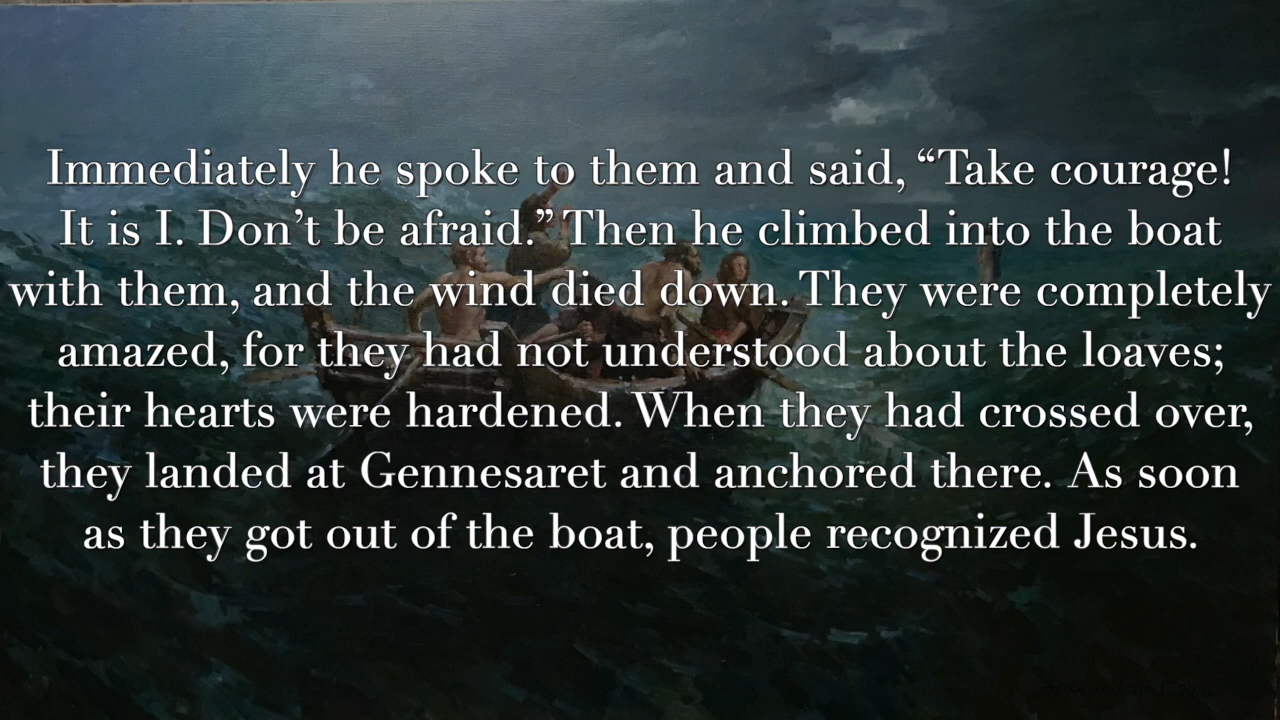 Immediately he spoke to them and said, “Take courage!
It is I. Don’t be afraid.” Then he climbed into the boat
with them, and the wind died down. They were completely
amazed, for they had not understood about the loaves;
their hearts were hardened. When they had crossed over,
they landed at Gennesaret and anchored there. As soon
as they got out of the boat, people recognized Jesus.